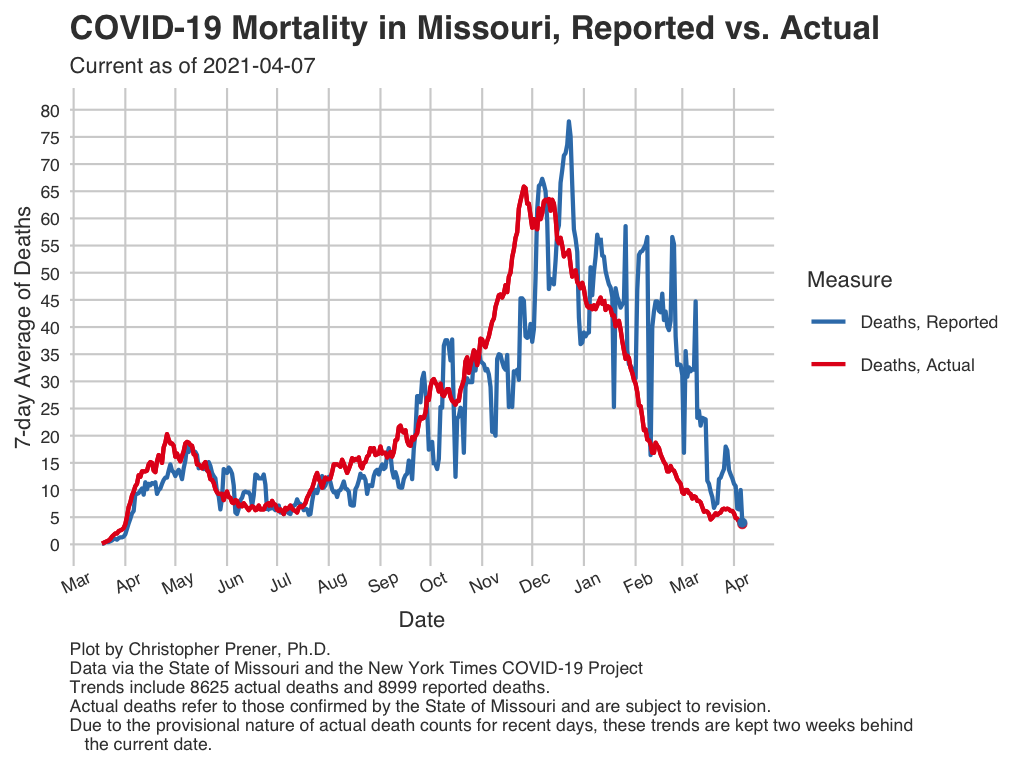 COVID-19 Mortality in Missouri, Reported vs. Actual
Current as of 2021-04-07
80
75
70
65
60
55
50
45
40
35
30
25
20
15
10
5
0
7-day Average of Deaths
Mar Apr May Jun Jul Aug Sep Oct Nov Dec Jan Feb Mar Apr
Date
Measure
Deaths, Reported
Deaths, Actual
Plot by Christopher Prener, Ph.D.
Data via the State of Missouri and the New York Times COVID-19 Project
Trends include 8625 actual deaths and 8999 reported deaths.
Actual deaths refer to those confirmed by the State of Missouri and are subject to revision.
Due to the provisional nature of actual death counts for recent days, these trends are kept two weeks behind
the current date.